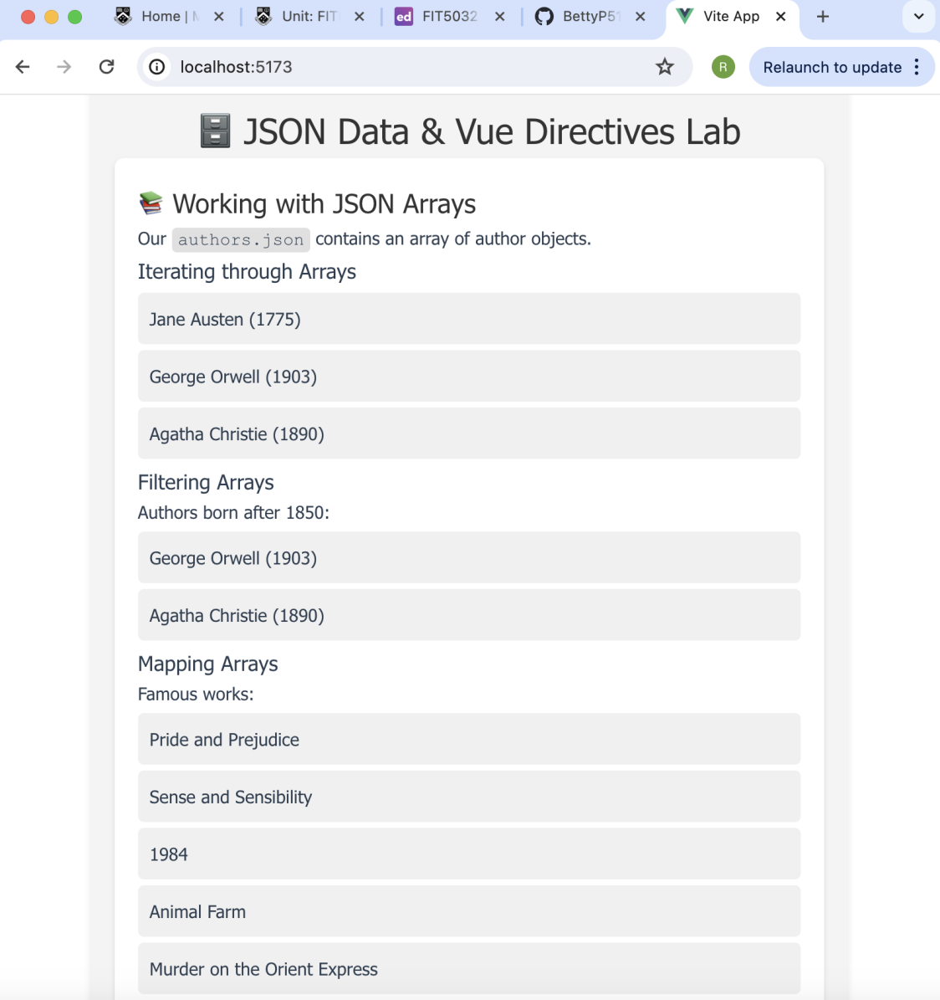 Home | M
Unit: FIT
ed FIT5032
BettyP51
Vite App
localhost:5173
R
Relaunch to update
JSON Data & Vue Directives Lab
Working with JSON Arrays
Our authors.json contains an array of author objects.
Iterating through Arrays
Jane Austen (1775)
George Orwell (1903)
Agatha Christie (1890)
Filtering Arrays
Authors born after 1850:
George Orwell (1903)
Agatha Christie (1890)
Mapping Arrays
Famous works:
Pride and Prejudice
Sense and Sensibility
1984
Animal Farm
Murder on the Orient Express